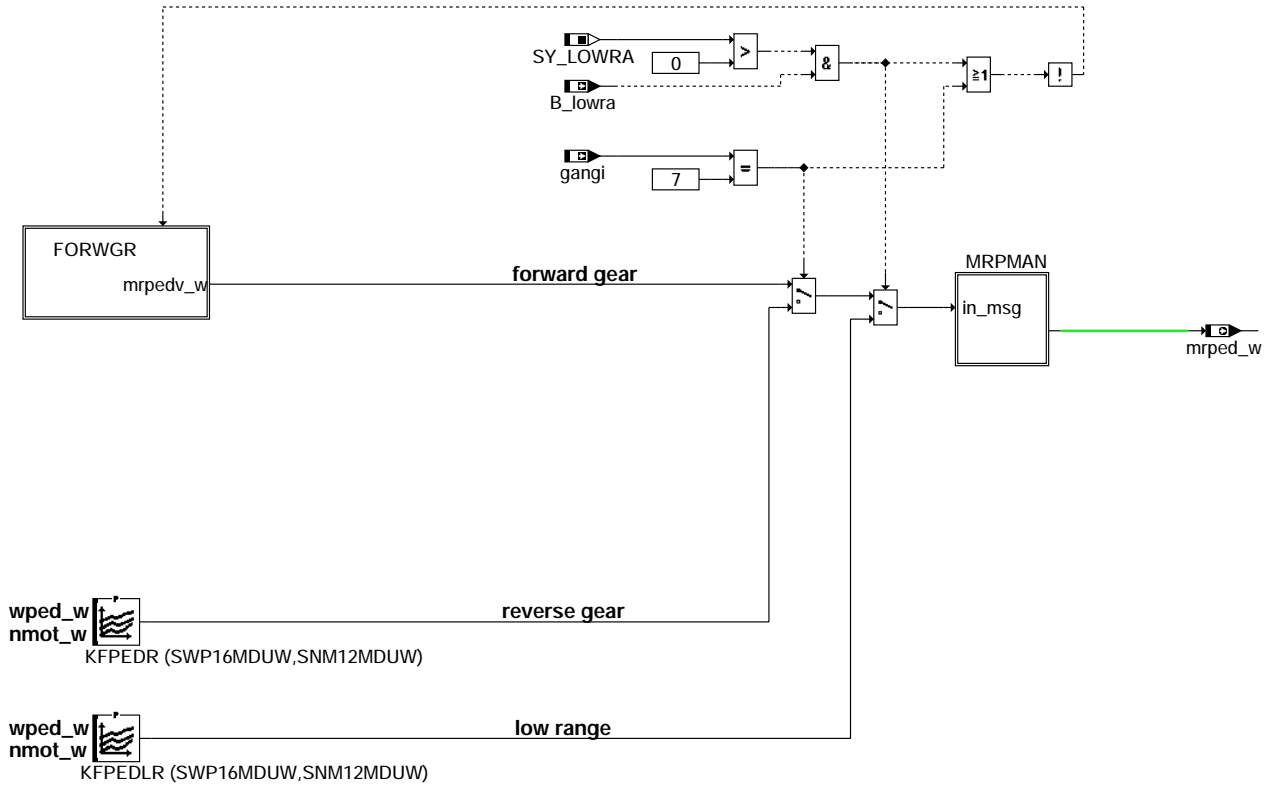 SY_LOWRA
>
0
&
≧1
!
B_lowra
gangi
=
7
FORWGR
mrpedv_w
forward gear
MRPMAN
in_msg
mrped_w
wped_w
nmot_w
P
reverse gear
KFPEDR (SWP16MDUW,SNM12MDUW)
wped_w
nmot_w
P
low range
KFPEDLR (SWP16MDUW,SNM12MDUW)